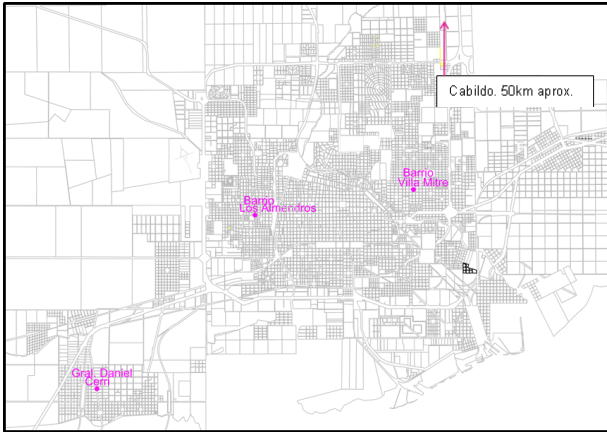 Cabildo. 50km aprox.
Barrio
Villa Mitre
Barrio
Los Almendros
Gral. Daniel
Cerri